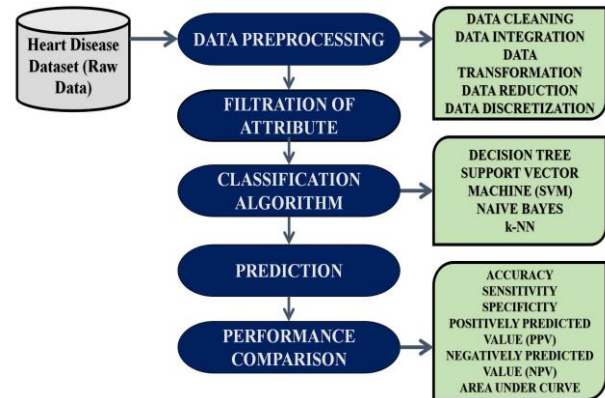 Heart Disease
Dataset (Raw
Data)
DATA PREPROCESSING
DATA CLEANING
DATA INTEGRATION
DATA
TRANSFORMATION
DATA REDUCTION
DATA DISCRETIZATION
FILTRATION OF
ATTRIBUTE
CLASSIFICATION
ALGORITHM
DECISION TREE
SUPPORT VECTOR
MACHINE (SVM)
NAIVE BAYES
k-NN
PREDICTION
PERFORMANCE
COMPARISON
ACCURACY
SENSITIVITY
SPECIFICITY
POSITIVELY PREDICTED
VALUE (PPV)
NEGATIVELY PREDICTED
VALUE (NPV)
AREA UNDER CURVE